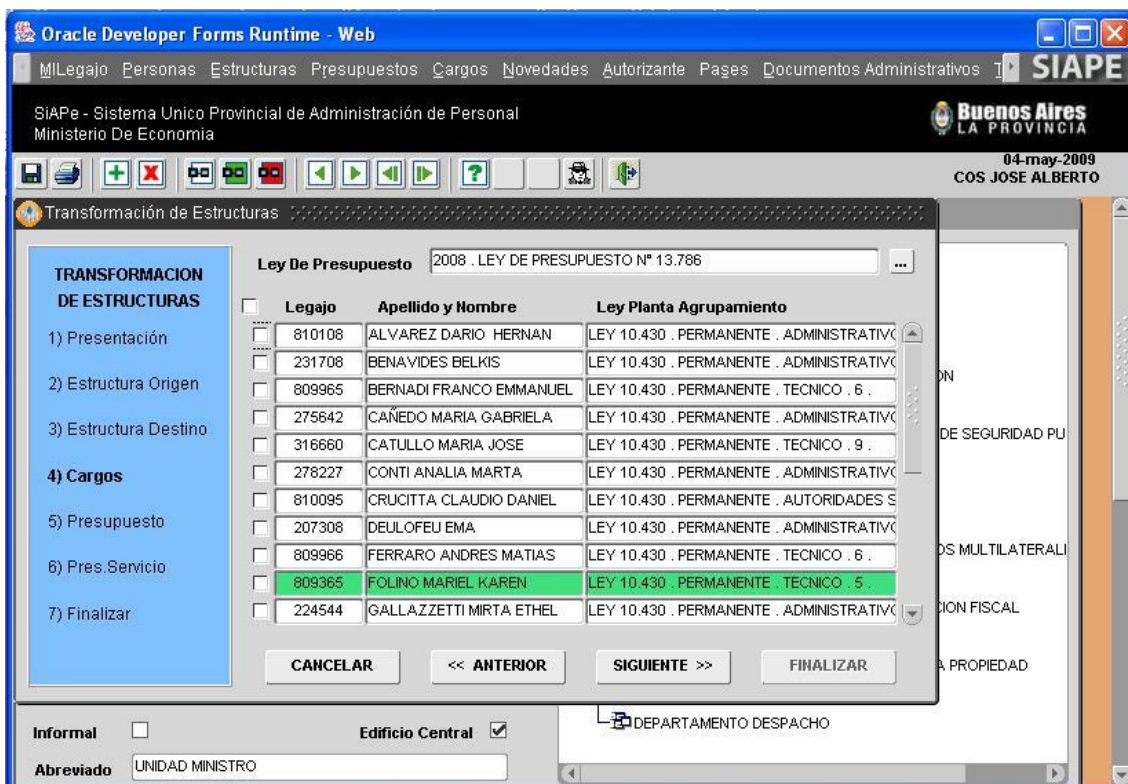 Oracle Developer Forms Runtime - Web
MILegajo Personas Estructuras Presupuestos Cargos Novedades Autorizante Pages Documentos Administrativos T SIAPE
SiAPe - Sistema Unico Provincial de Administración de Personal
Ministerio De Economia
Buenos Aires
LA PROVINCIA
04-may-2009
COS JOSE ALBERTO
Transformación de Estructuras
TRANSFORMACION
DE ESTRUCTURAS
1) Presentación
2) Estructura Origen
3) Estructura Destino
4) Cargos
5) Presupuesto
6) Pres.Servicio
7) Finalizar
Ley De Presupuesto 2008 . LEY DE PRESUPUESTO Nº 13.786 ...
Legajo Apellido y Nombre Ley Planta Agrupamiento
810108 ALVAREZ DARIO HERNAN LEY 10.430 . PERMANENTE . ADMINISTRATIVO
231708 BENAVIDES BELKIS LEY 10.430 . PERMANENTE . ADMINISTRATIVO
809965 BERNADI FRANCO EMMANUEL LEY 10.430 . PERMANENTE . TECNICO . 6 .
275642 CAÑEDO MARIA GABRIELA LEY 10.430 . PERMANENTE . ADMINISTRATIVO
316660 CATULLO MARIA JOSE LEY 10.430 . PERMANENTE . TECNICO . 9 .
278227 CONTI ANALIA MARTA LEY 10.430 . PERMANENTE . ADMINISTRATIVO
810095 CRUCITTA CLAUDIO DANIEL LEY 10.430 . PERMANENTE . AUTORIDADES S
207308 DEULOFEU EMA LEY 10.430 . PERMANENTE . ADMINISTRATIVO
809966 FERRARO ANDRES MATIAS LEY 10.430 . PERMANENTE . TECNICO . 6 .
809365 FOLINO MARIEL KAREN LEY 10.430 . PERMANENTE . TECNICO . 5 .
224544 GALLAZZETTI MIRTA ETHEL LEY 10.430 . PERMANENTE . ADMINISTRATIVO
CANCELAR << ANTERIOR SIGUIENTE >> FINALIZAR
ON
DE SEGURIDAD PU
OS MULTILATERALI
CION FISCAL
A PROPIEDAD
DEPARTAMENTO DESPACHO
Informal Edificio Central
Abreviado UNIDAD MINISTRO